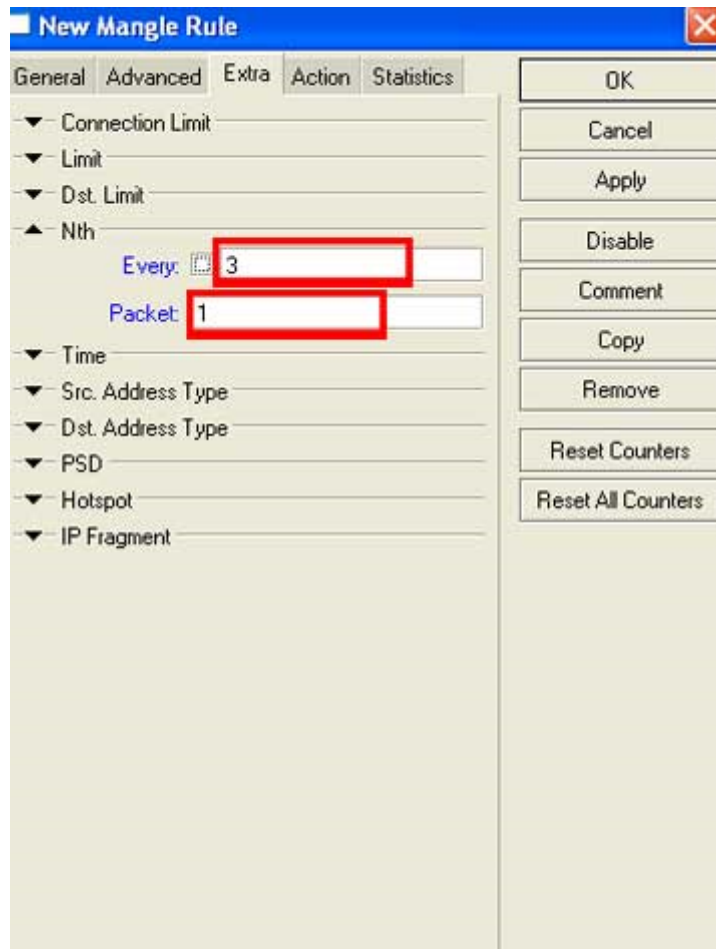 New Mangle Rule
General Advanced Extra Action Statistics
Connection Limit
Limit
Dst. Limit
Nth
Every: 3
Packet: 1
Time
Src. Address Type
Dst. Address Type
PSD
Hotspot
IP Fragment
OK
Cancel
Apply
Disable
Comment
Copy
Remove
Reset Counters
Reset All Counters